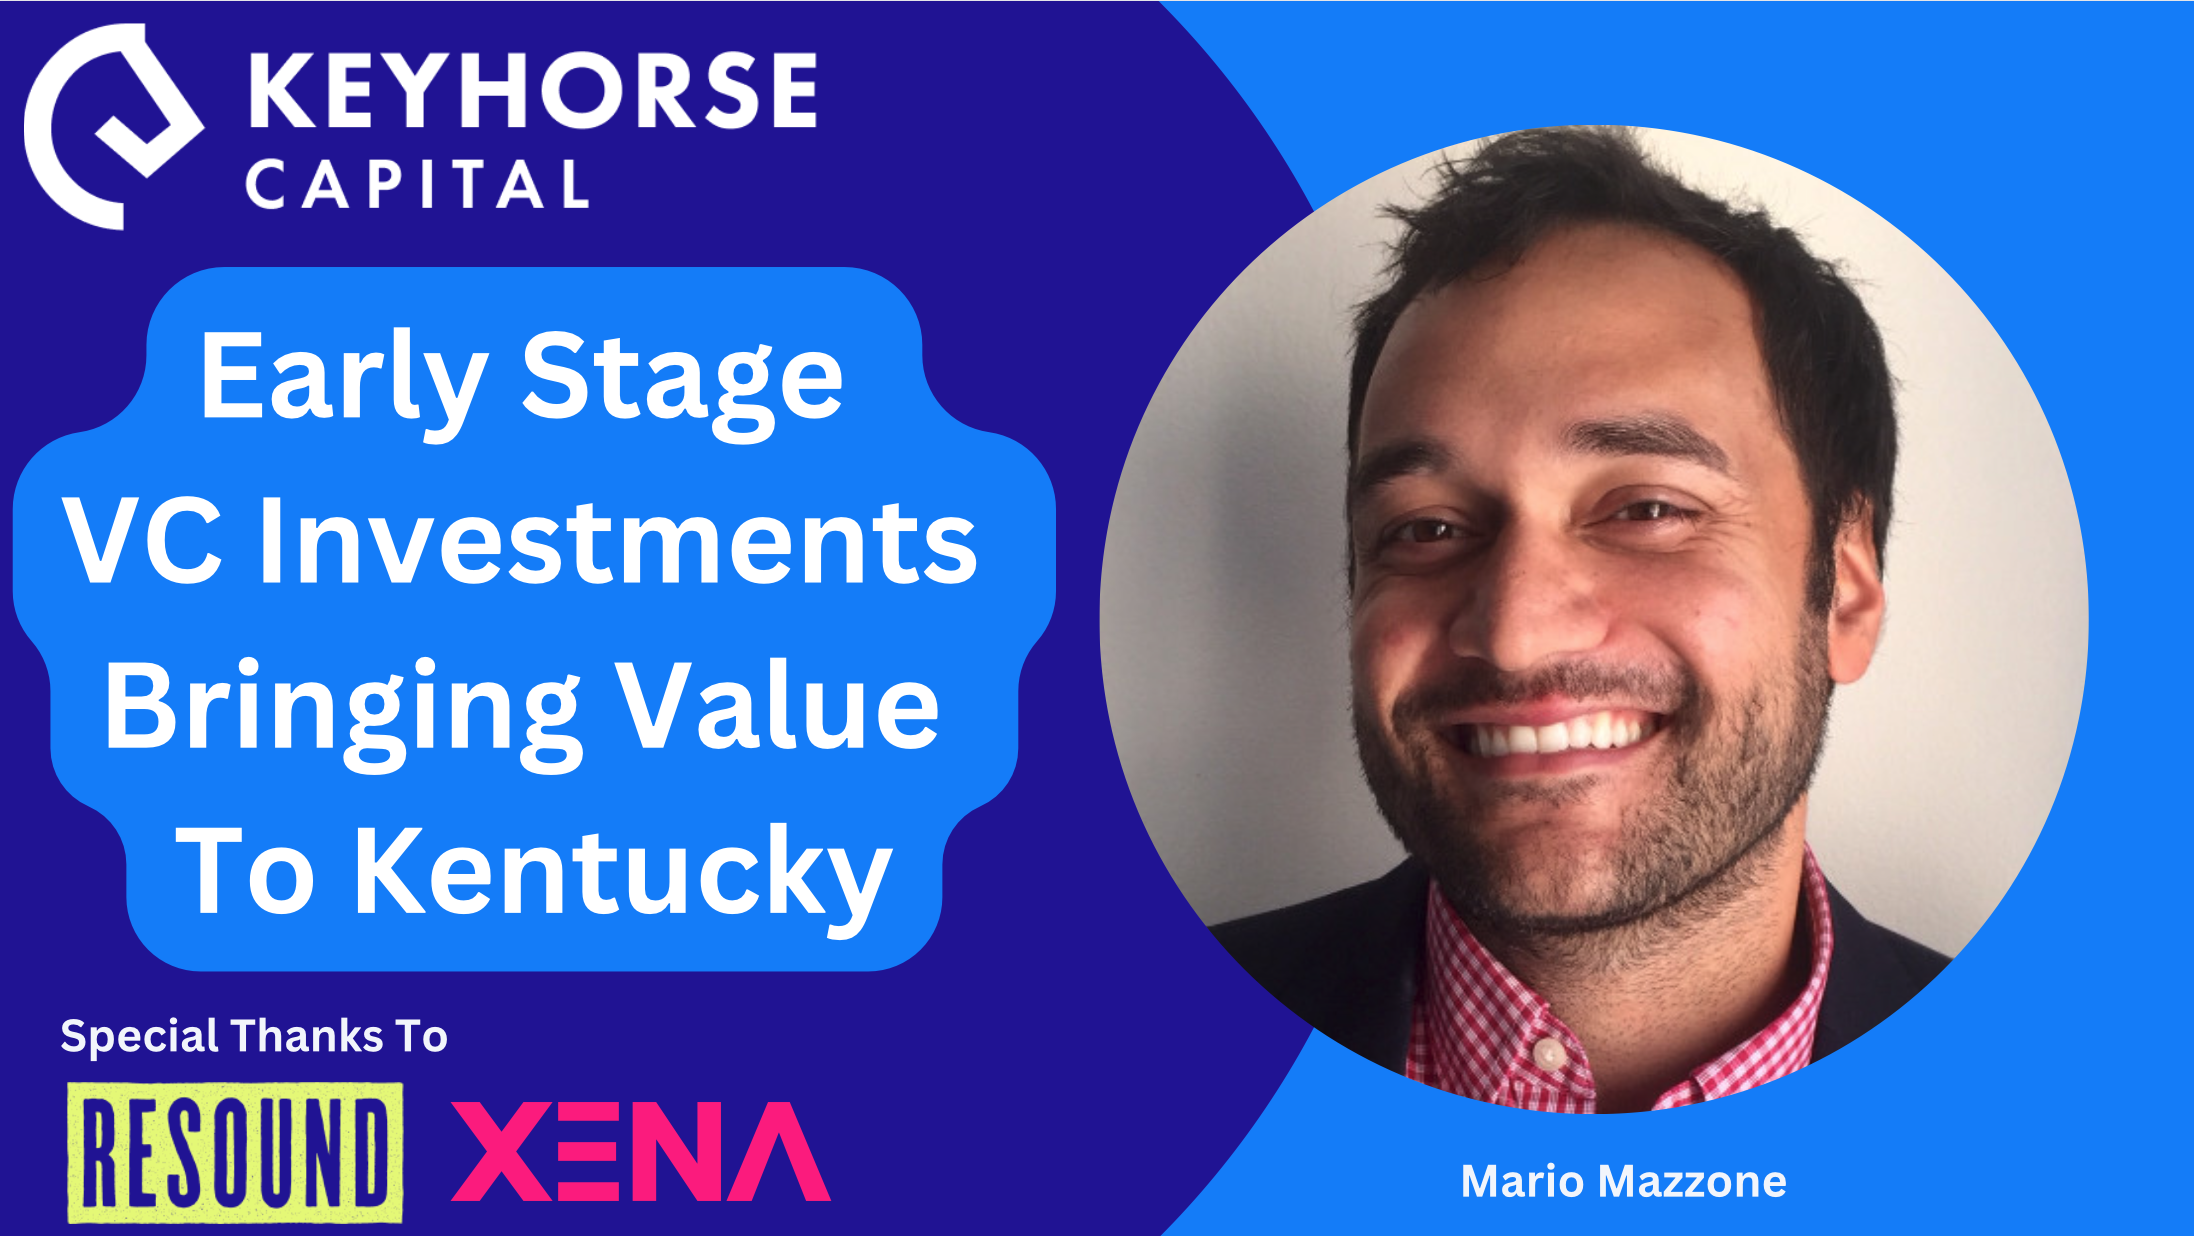 KEYHORSE
CAPITAL
Early Stage
VC Investments
Bringing Value
To Kentucky
Special Thanks To
RESOUND
XENA
Mario Mazzone